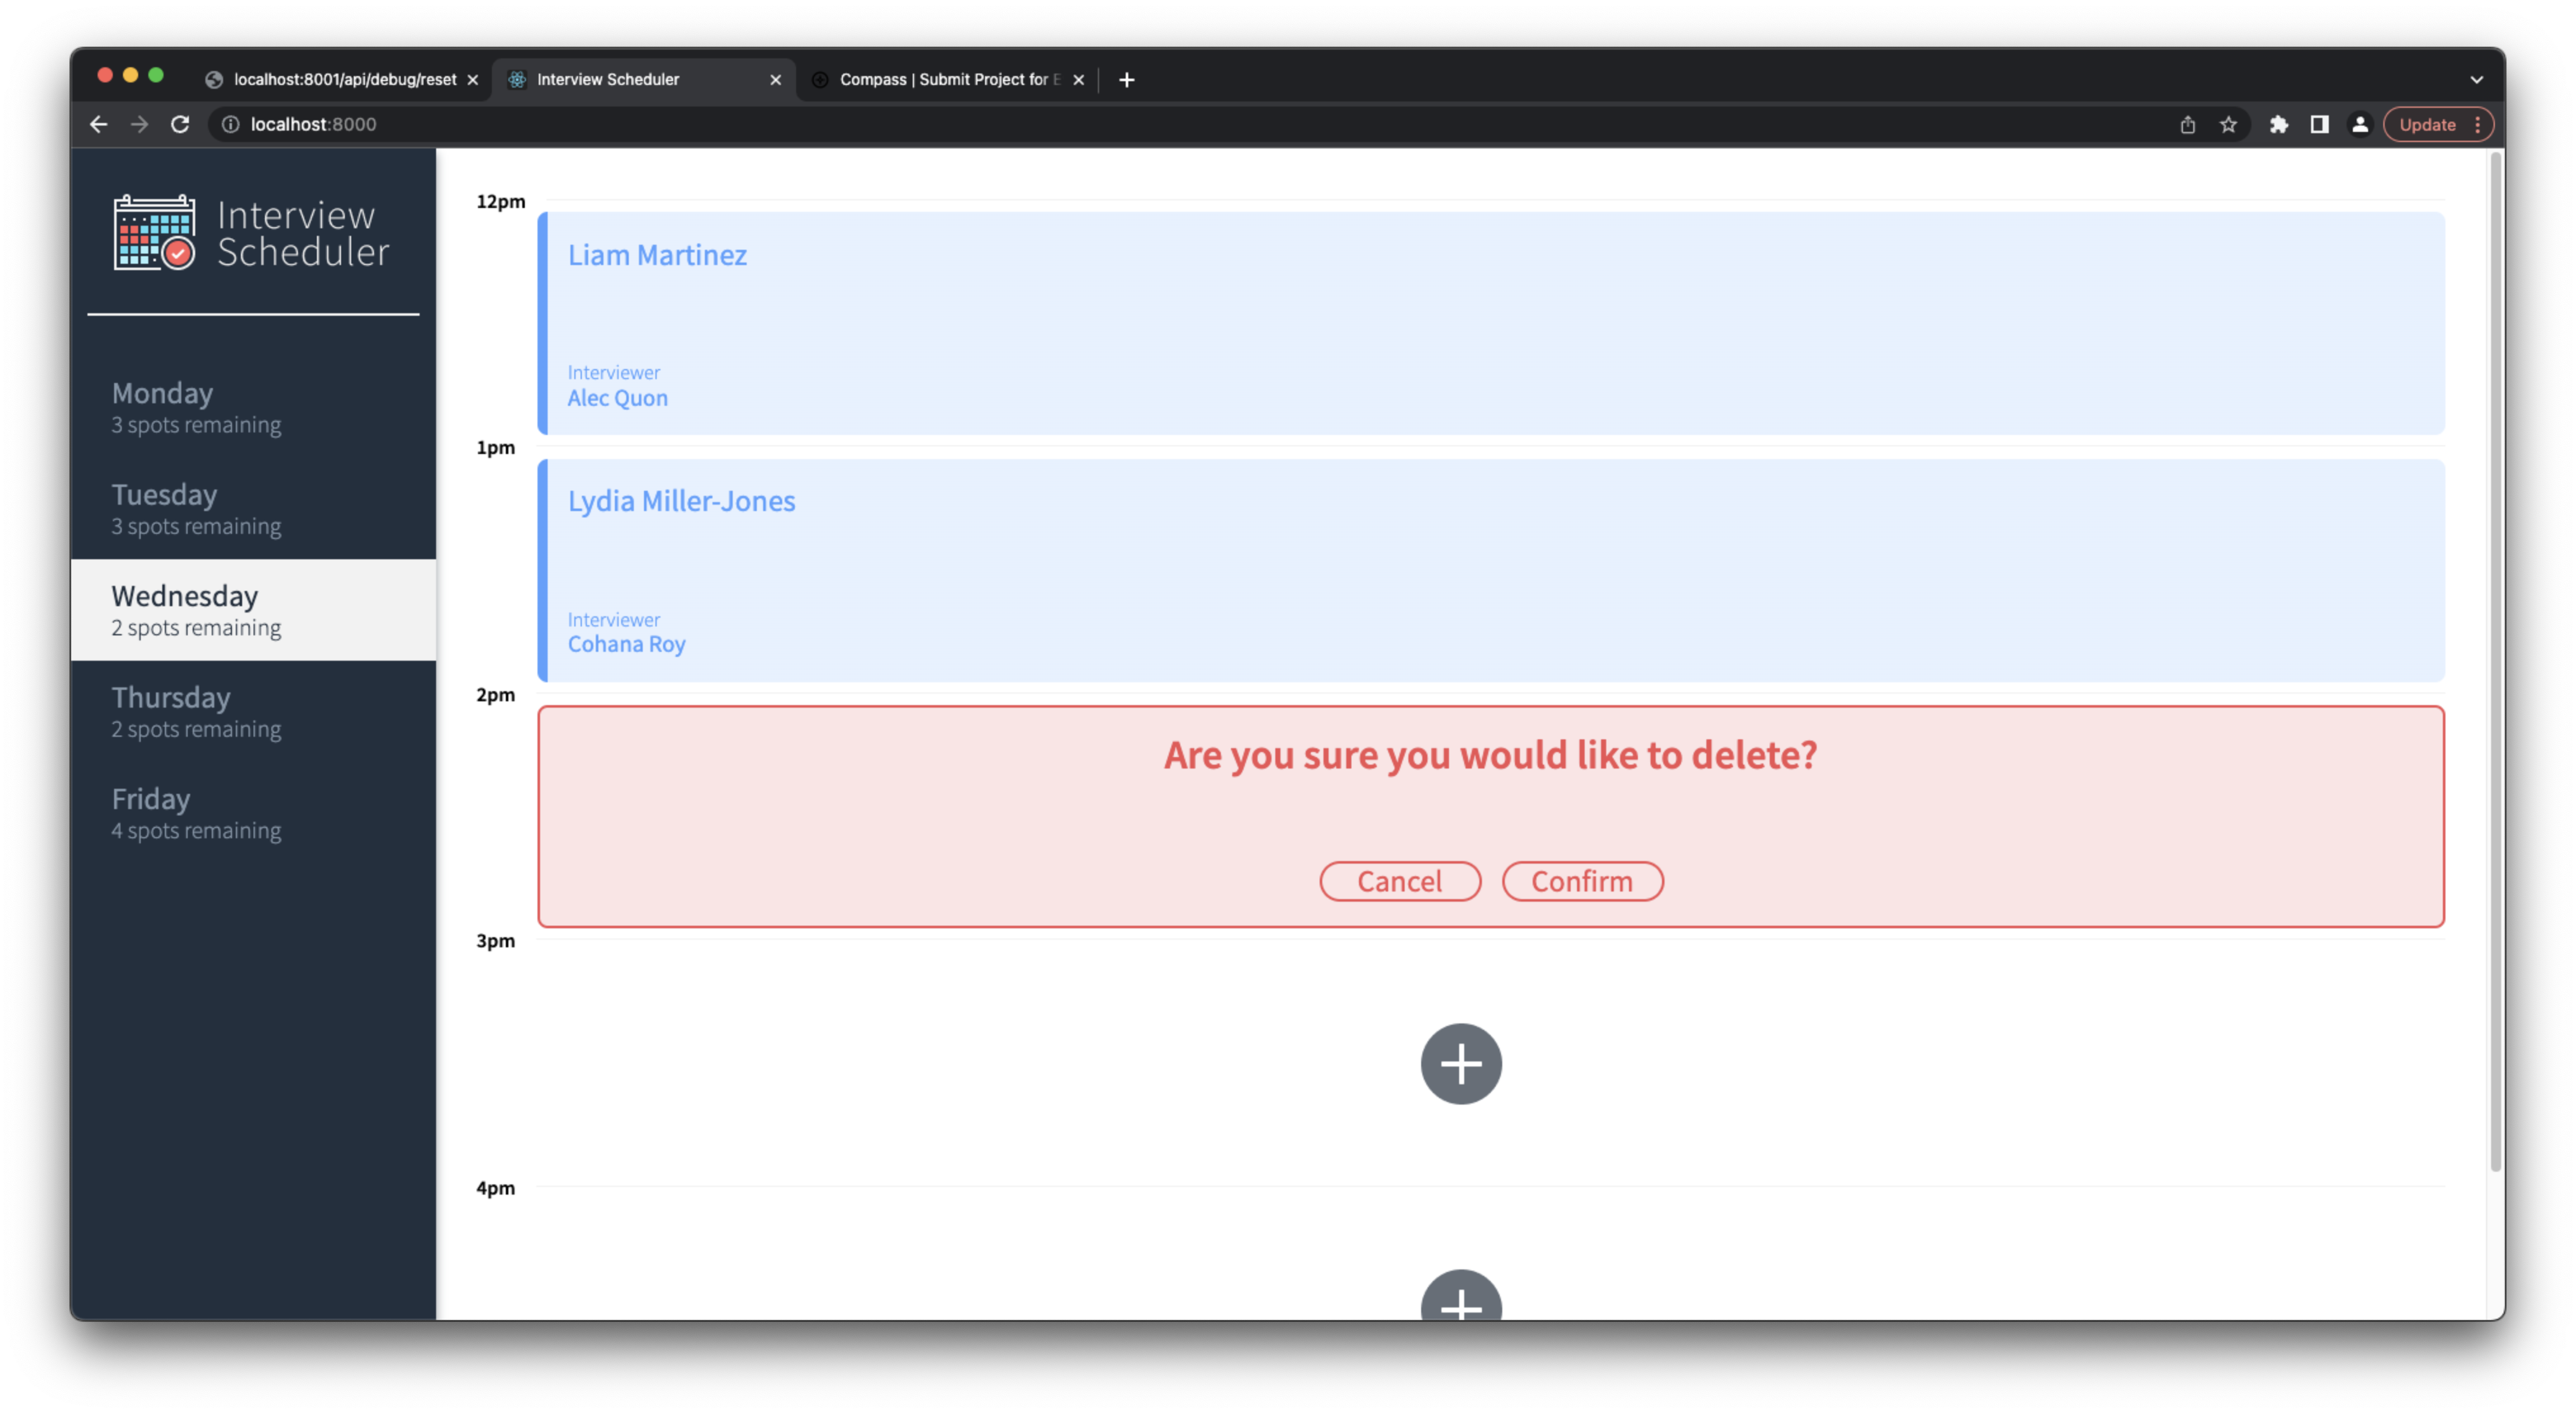 localhost:8001/api/debug/reset
Interview Scheduler
Compass | Submit Project for E
localhost:8000
Update
Interview
Scheduler
Monday
3 spots remaining
Tuesday
3 spots remaining
Wednesday
2 spots remaining
Thursday
2 spots remaining
Friday
4 spots remaining
12pm
Liam Martinez
Interviewer
Alec Quon
1pm
Lydia Miller-Jones
Interviewer
Cohana Roy
2pm
Are you sure you would like to delete?
Cancel
Confirm
3pm
4pm